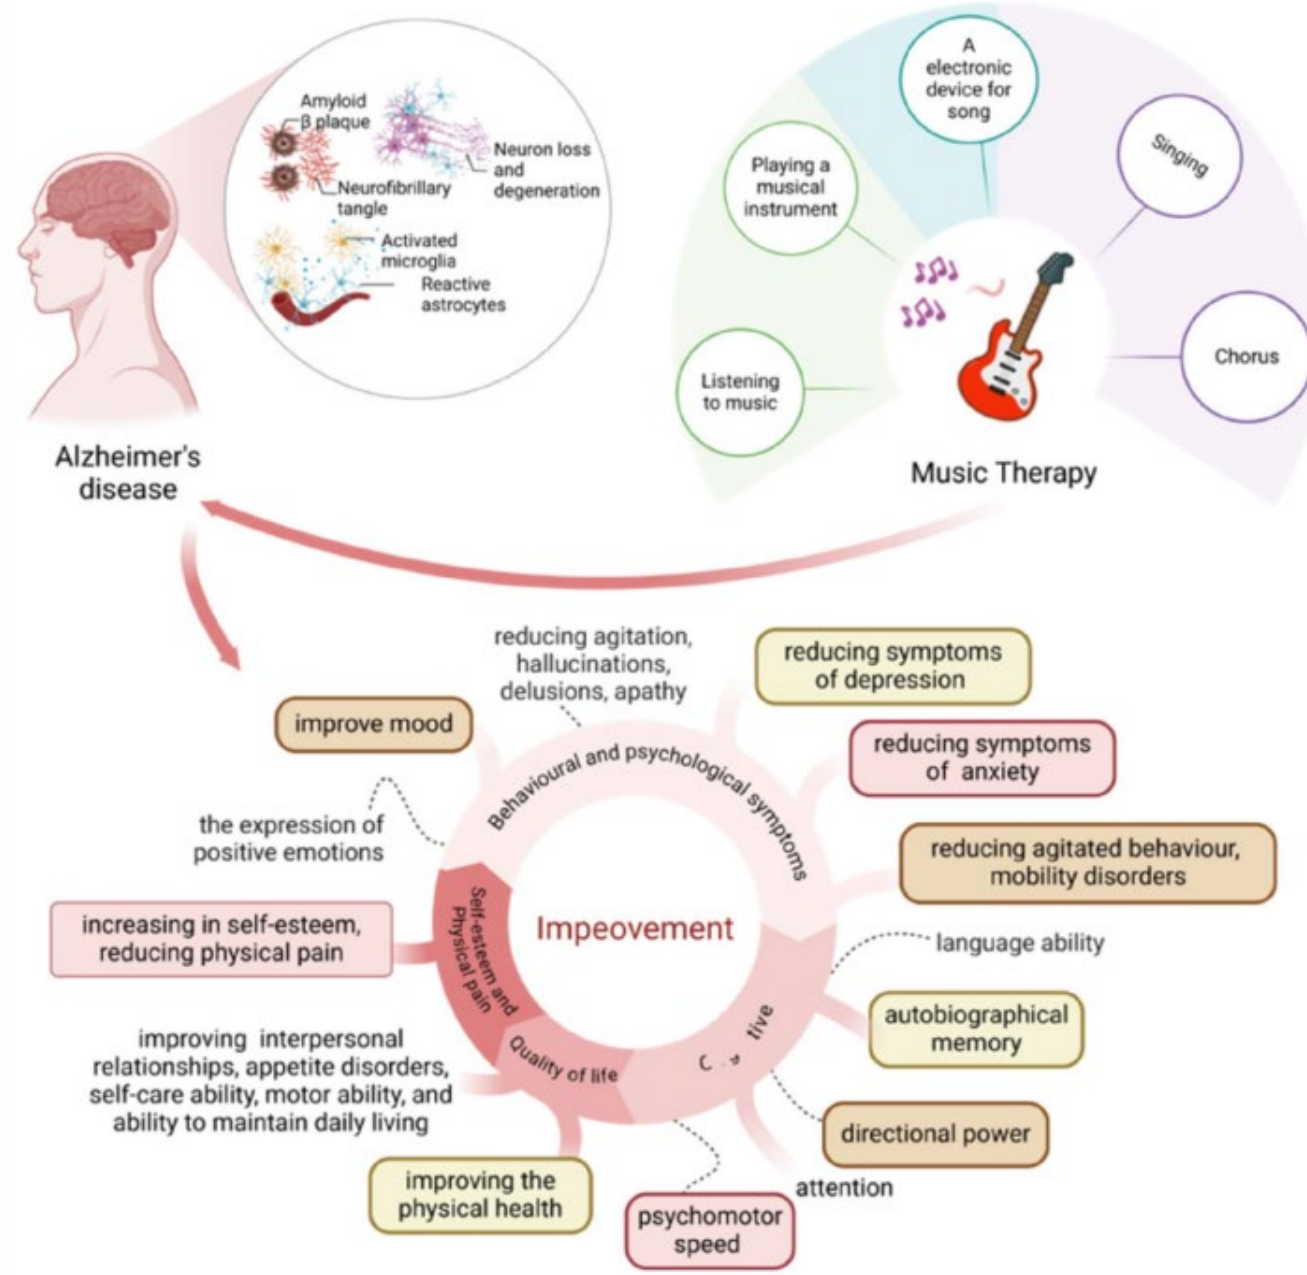 Amyloid
β plaque
Neuron loss
and
degeneration
Neurofibrillary
tangle
Activated
microglia
Reactive
astrocytes
Alzheimer's
disease
A
electronic
device for
song
Playing a
musical
instrument
Singing
Listening
to music
Chorus
Music Therapy
reducing agitation,
hallucinations,
delusions, apathy
reducing symptoms
of depression
improve mood
reducing symptoms
of anxiety
Behavioural and psychological symptoms
the expression of
positive emotions
reducing agitated behaviour,
mobility disorders
increasing in self-esteem,
reducing physical pain
Self-esteem and
Physical pain
Impeovement
language ability
autobiographical
memory
improving interpersonal
relationships, appetite disorders,
self-care ability, motor ability, and
ability to maintain daily living
Quality of life
directional power
attention
improving the
physical health
psychomotor
speed